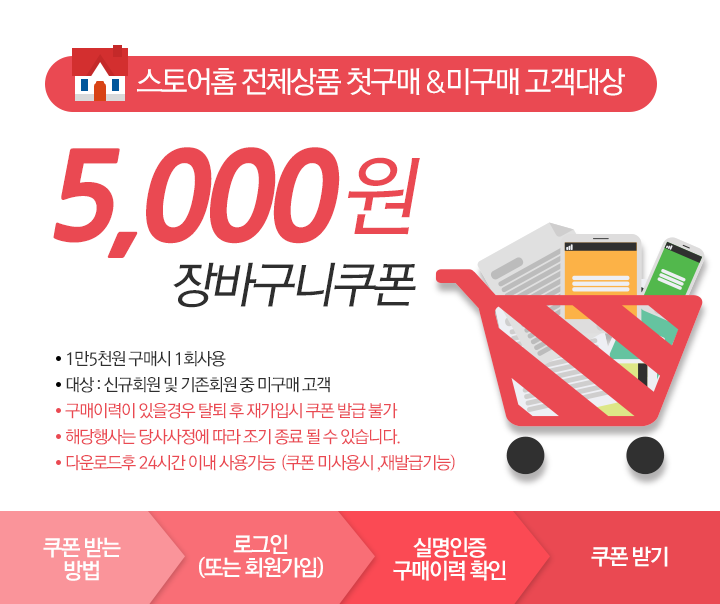 스토어홈 전체상품 첫구매 & 미구매 고객대상
5,000원
장바구니쿠폰
• 1만5천원 구매시 1회사용
• 대상 : 신규회원 및 기존회원 중 미구매 고객
• 구매이력이 있을경우 탈퇴 후 재가입시 쿠폰 발급 불가
• 해당행사는 당사사정에 따라 조기 종료 될 수 있습니다.
• 다운로드후 24시간 이내 사용가능 (쿠폰 미사용시 ,재발급기능)
쿠폰 받는
방법
로그인
(또는 회원가입)
실명인증
구매이력 확인
쿠폰 받기